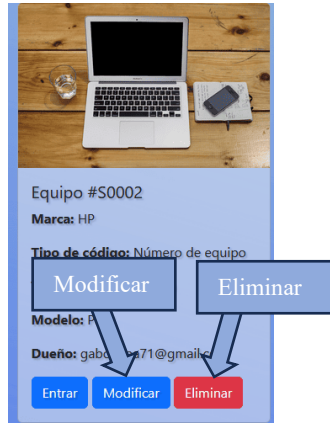 Equipo #S0002
Marca: HP
Tipo de código: Número de equipo
Modificar
Eliminar
Modelo:
Dueño:
Entrar
Modificar
Eliminar